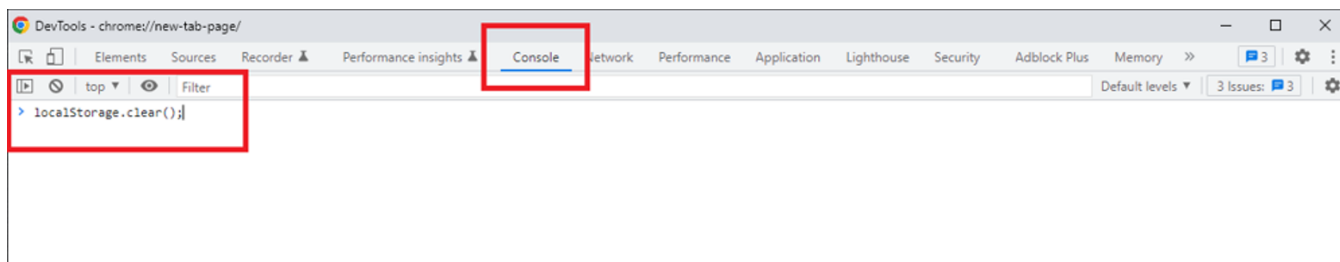 DevTools - chrome://new-tab-page/
Elements Sources Recorder Performance insights Console Network Performance Application Lighthouse Security Adblock Plus Memory » 3
top ▼ Filter Default levels ▼ 3 Issues: 3
> localStorage.clear();